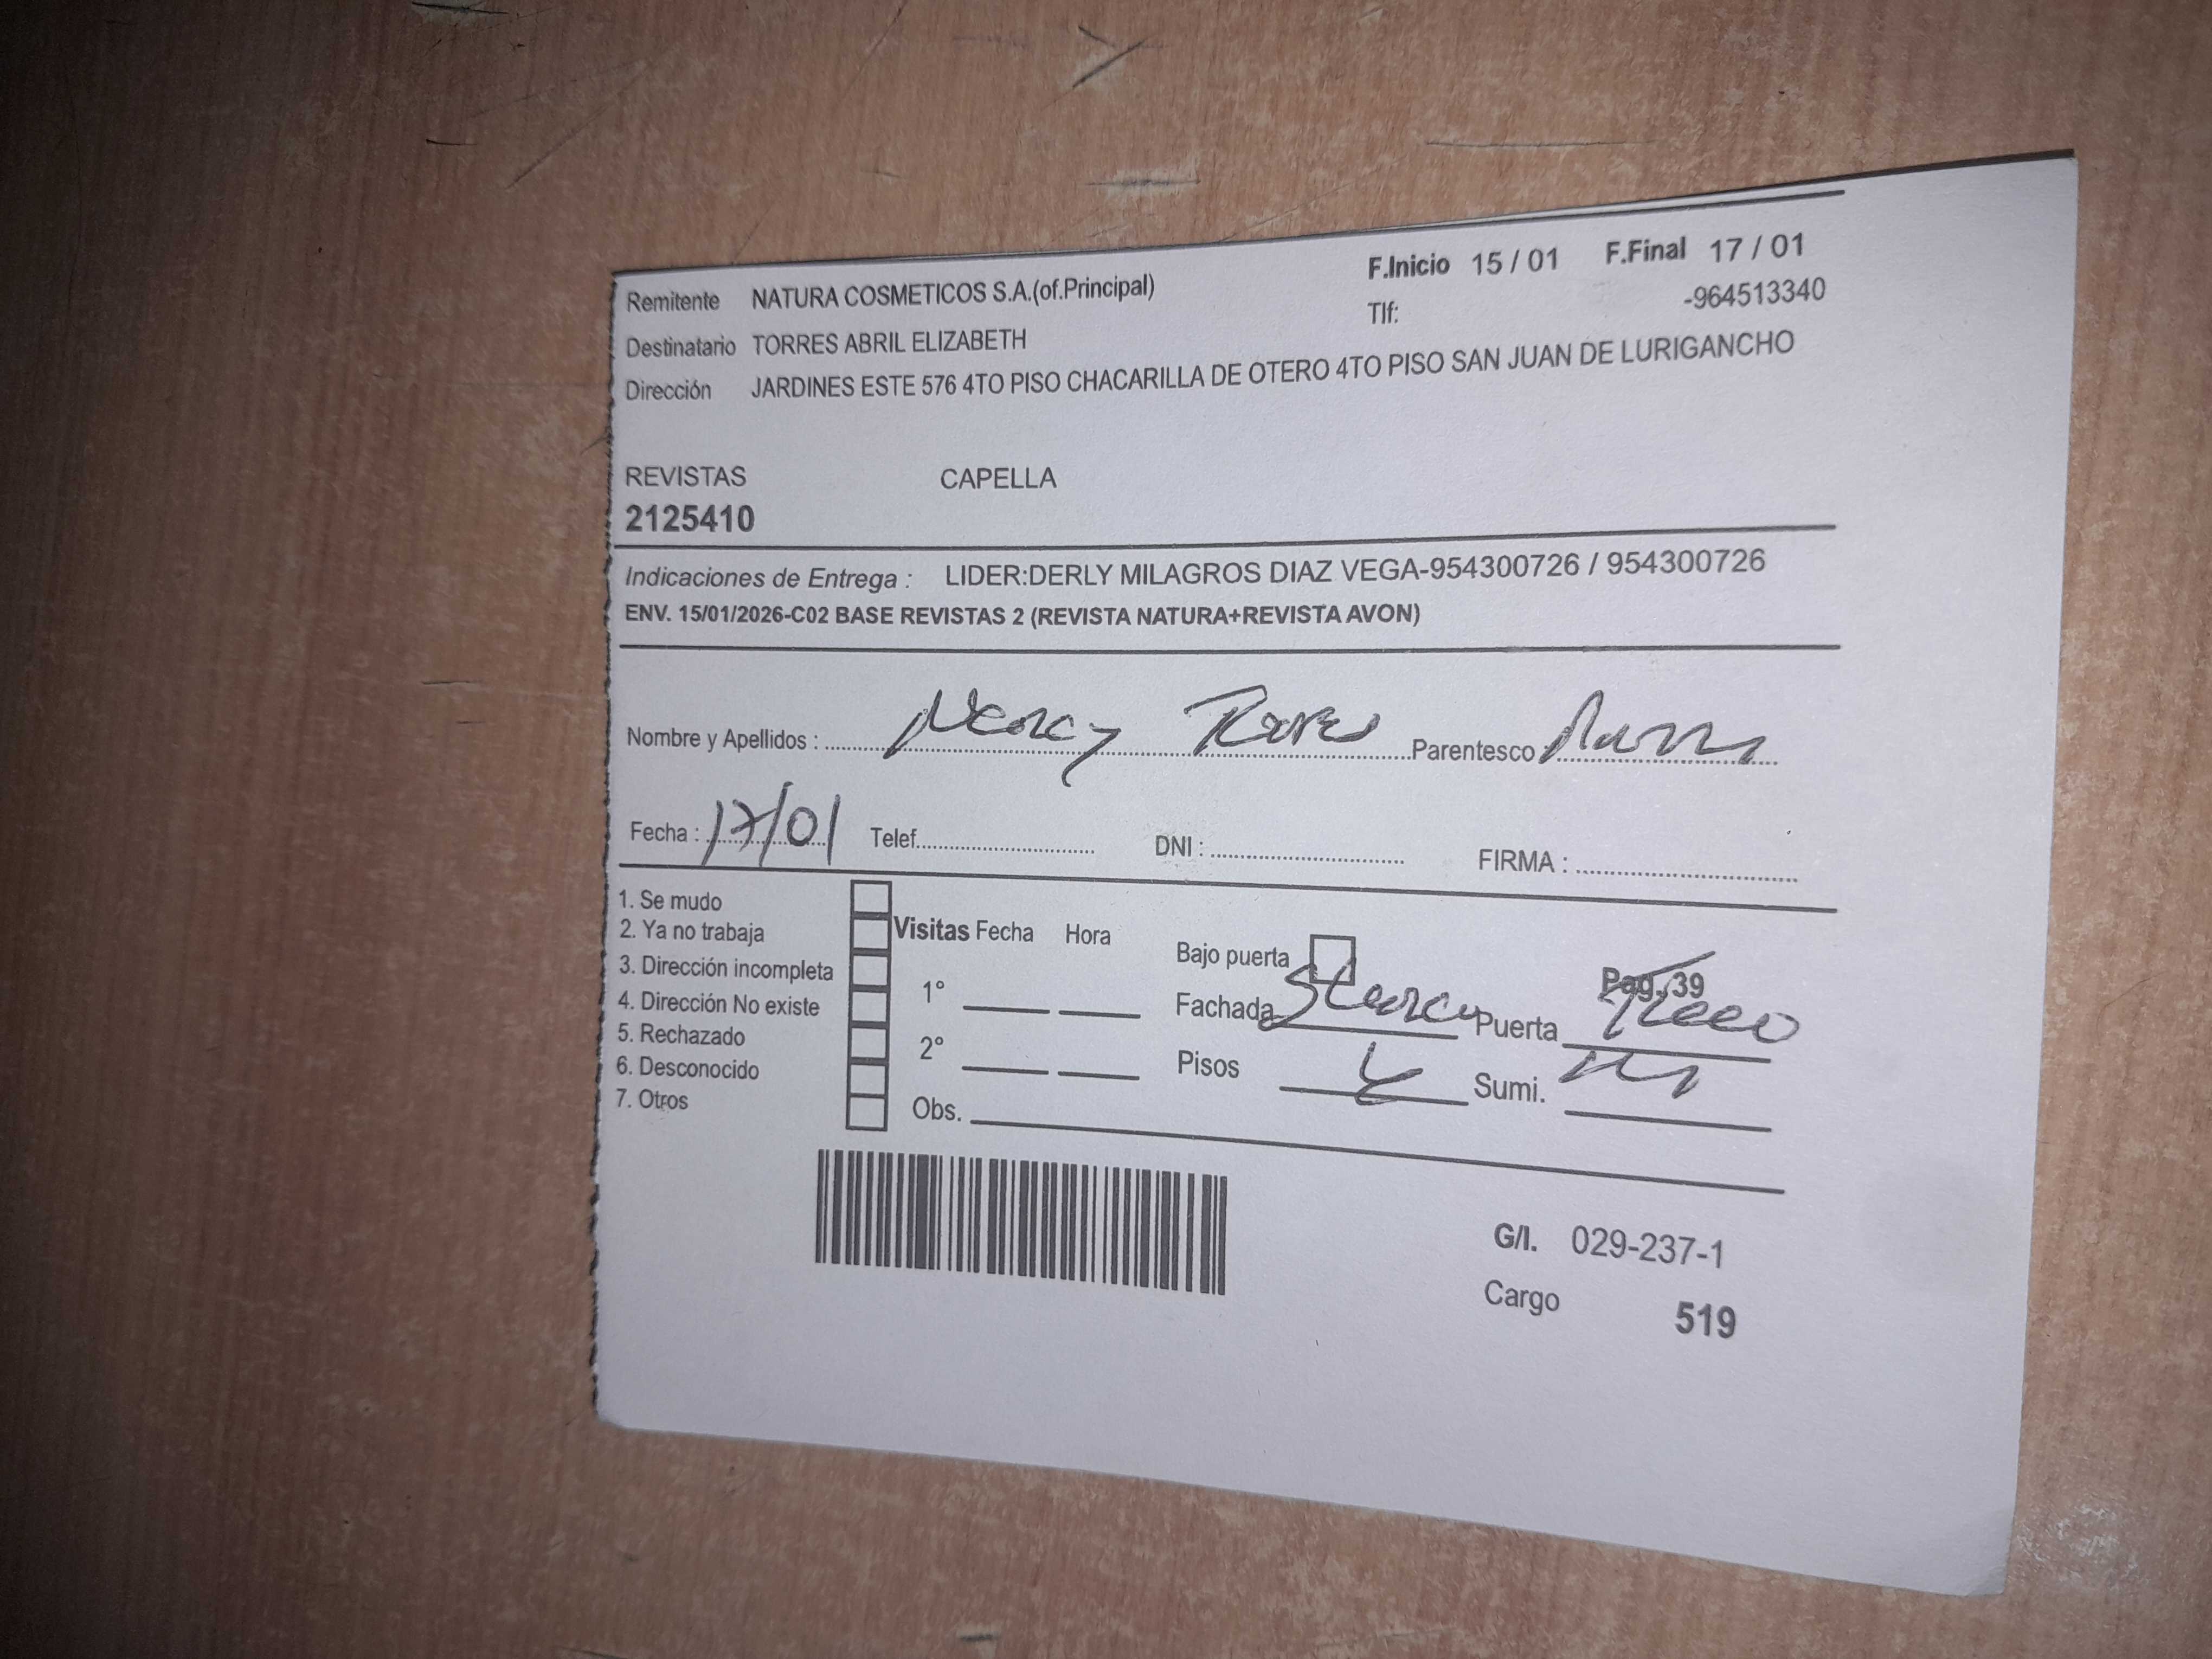 F.Inicio 15 / 01 F.Final 17 / 01
Remitente NATURA COSMETICOS S.A.(of.Principal) Tlf: -964513340
Destinatario TORRES ABRIL ELIZABETH
Dirección JARDINES ESTE 576 4TO PISO CHACARILLA DE OTERO 4TO PISO SAN JUAN DE LURIGANCHO
REVISTAS CAPELLA
2125410
Indicaciones de Entrega : LIDER:DERLY MILAGROS DIAZ VEGA-954300726 / 954300726
ENV. 15/01/2026-C02 BASE REVISTAS 2 (REVISTA NATURA+REVISTA AVON)
Nombre y Apellidos : Torres Parentesco
Fecha : 17/01 Telef. DNI : FIRMA :
1. Se mudo
2. Ya no trabaja
3. Dirección incompleta
4. Dirección No existe
5. Rechazado
6. Desconocido
7. Otros
Visitas Fecha Hora
1°
2°
Obs.
Bajo puerta Pag. 39
Fachada Puerta
Pisos 4 Sumi.
G/I. 029-237-1
Cargo 519